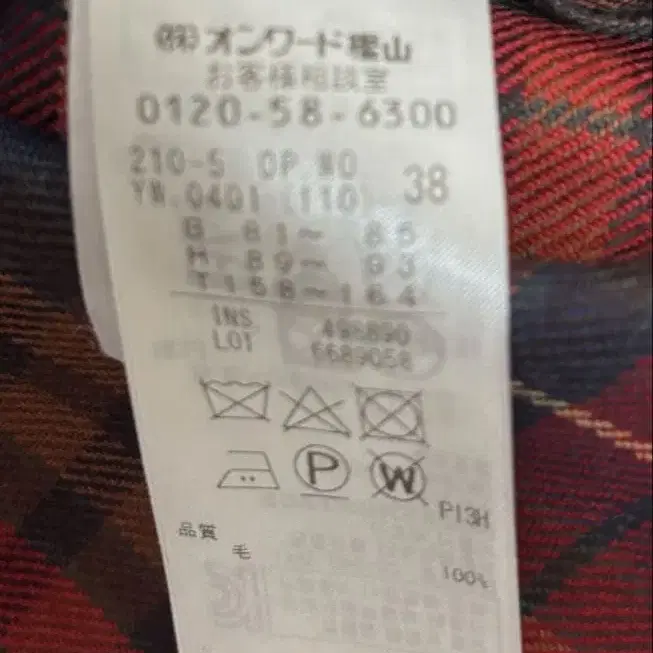 ㈱オンワード樫山
お客様相談室
0120-58-6300
210-5 OP WO 38
YW.0401 (110)
B 81～ 85
H 89～ 93
T158～164
INS
LOT
P
W
P13H
品質
毛
100%